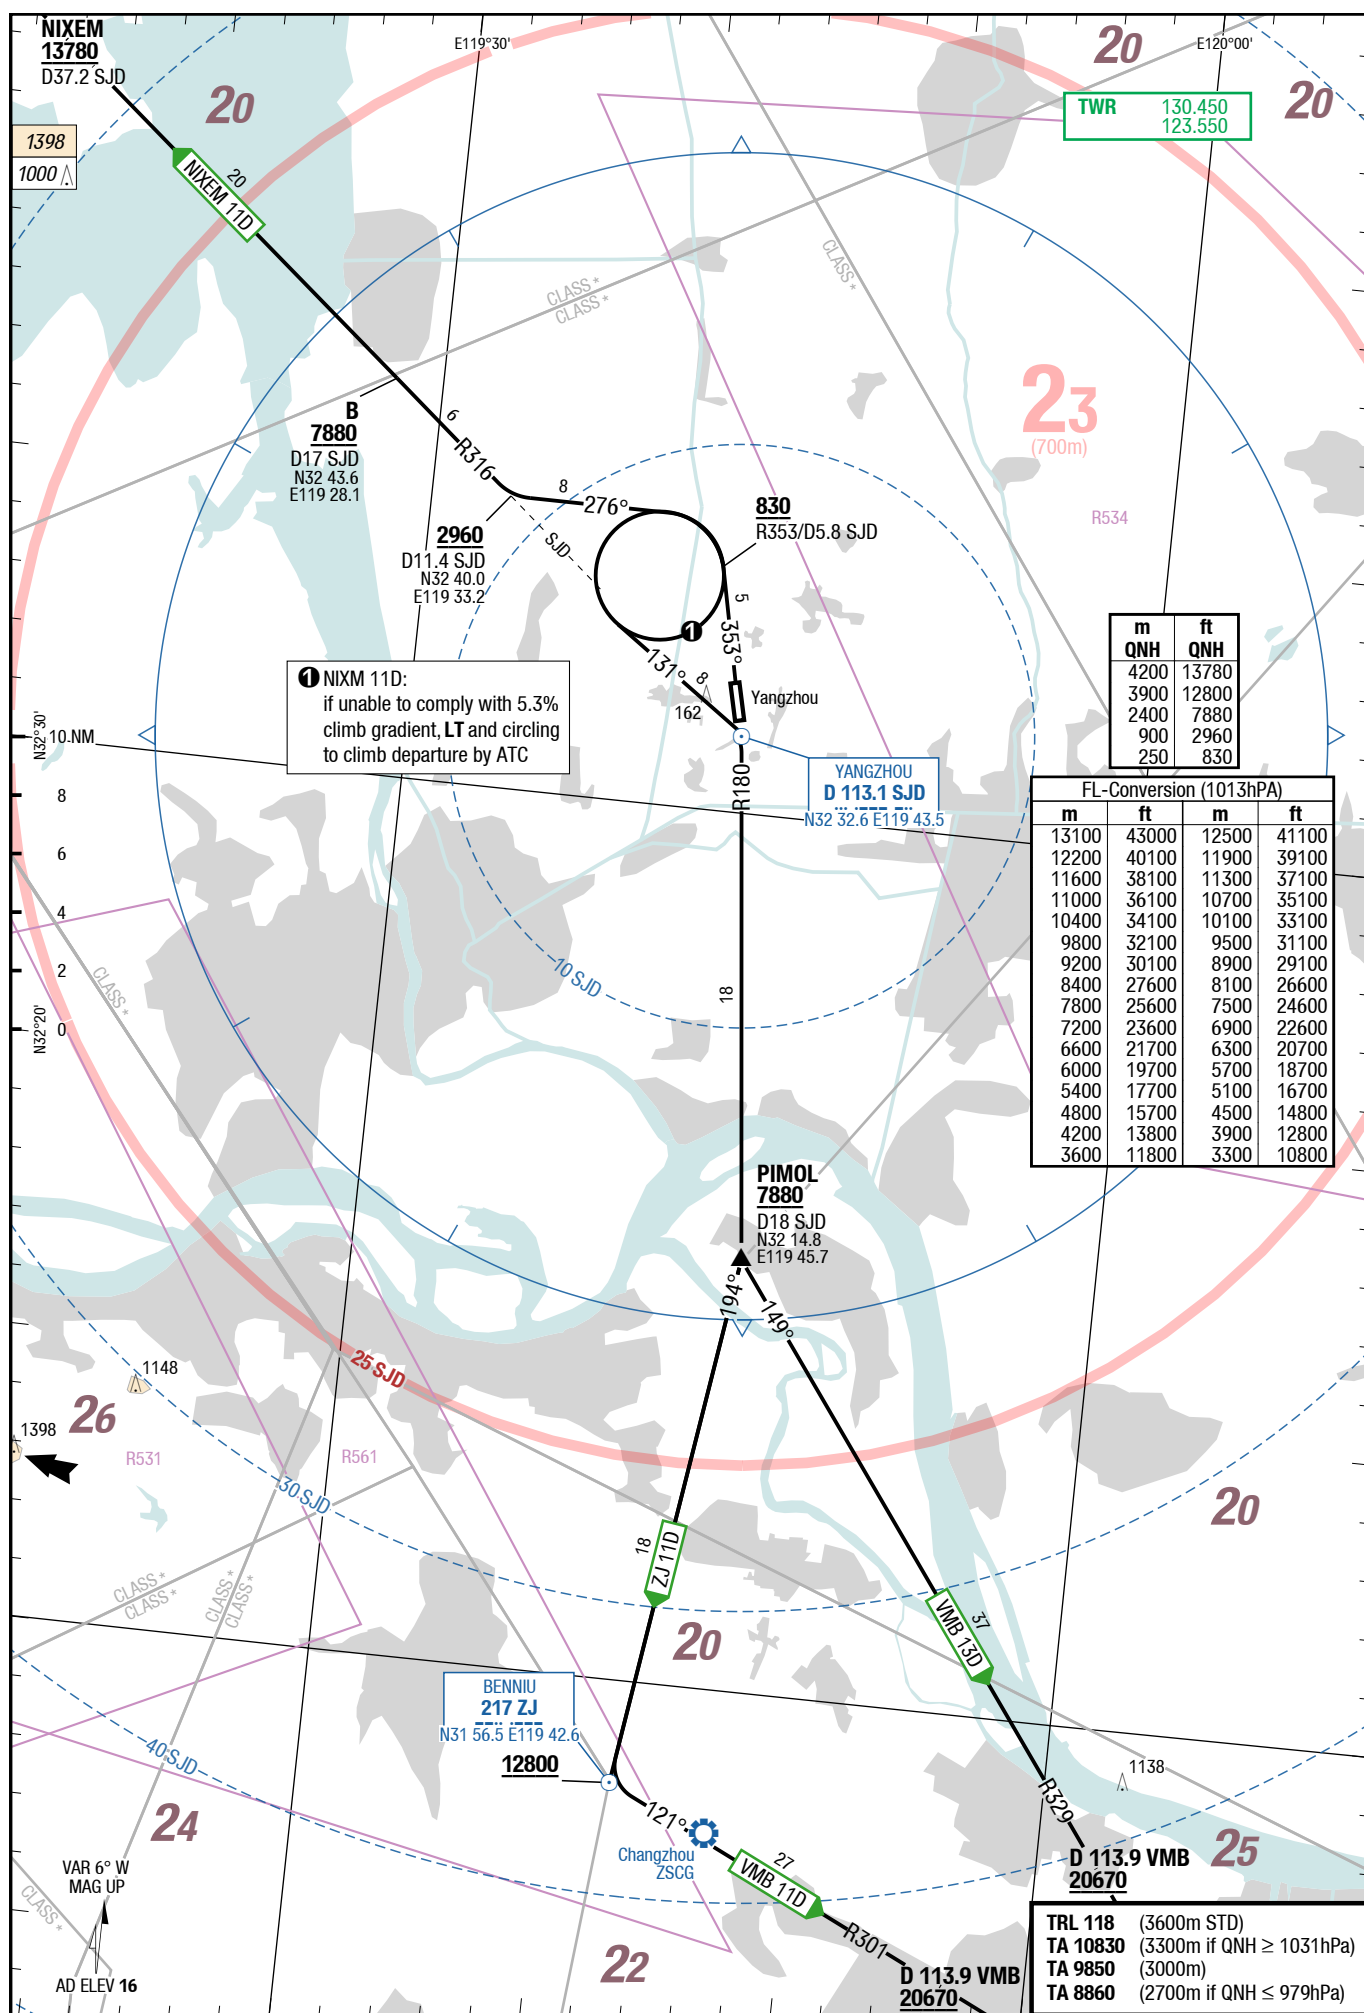 NIXEM
13780
D37.2 SJD
E119°30'
E120°00'
20
20
20
TWR 130.450
123.550
1398
1000
20
NIXEM 11D
CLASS *
CLASS *
CLASS *
23
(700m)
B
7880
D17 SJD
N32 43.6
E119 28.1
6
R316
8
276°
830
R353/D5.8 SJD
R534
2960
D11.4 SJD
N32 40.0
E119 33.2
SJD
5
353°
1
131°
8
162
Yangzhou
1 NIXM 11D:
if unable to comply with 5.3%
climb gradient, LT and circling
to climb departure by ATC
m ft
QNH QNH
4200 13780
3900 12800
2400 7880
900 2960
250 830
N32°30'
10 NM
8
6
4
2
0
N32°20'
R180
YANGZHOU
D 113.1 SJD
N32 32.6 E119 43.5
FL-Conversion (1013hPA)
m ft m ft
13100 43000 12500 41100
12200 40100 11900 39100
11600 38100 11300 37100
11000 36100 10700 35100
10400 34100 10100 33100
9800 32100 9500 31100
9200 30100 8900 29100
8400 27600 8100 26600
7800 25600 7500 24600
7200 23600 6900 22600
6600 21700 6300 20700
6000 19700 5700 18700
5400 17700 5100 16700
4800 15700 4500 14800
4200 13800 3900 12800
3600 11800 3300 10800
CLASS *
10 SJD
18
PIMOL
7880
D18 SJD
N32 14.8
E119 45.7
194°
149°
25 SJD
1148
26
1398
R531
R561
30 SJD
20
18
ZJ 11D
CLASS *
CLASS *
CLASS *
CLASS *
20
37
VMB 13D
BENNIU
217 ZJ
N31 56.5 E119 42.6
12800
40 SJD
1138
R329
24
121°
Changzhou
ZSCG
27
VMB 11D
D 113.9 VMB
20670
25
VAR 6° W
MAG UP
CLASS *
AD ELEV 16
22
R301
D 113.9 VMB
20670
TRL 118 (3600m STD)
TA 10830 (3300m if QNH ≥ 1031hPa)
TA 9850 (3000m)
TA 8860 (2700m if QNH ≤ 979hPa)